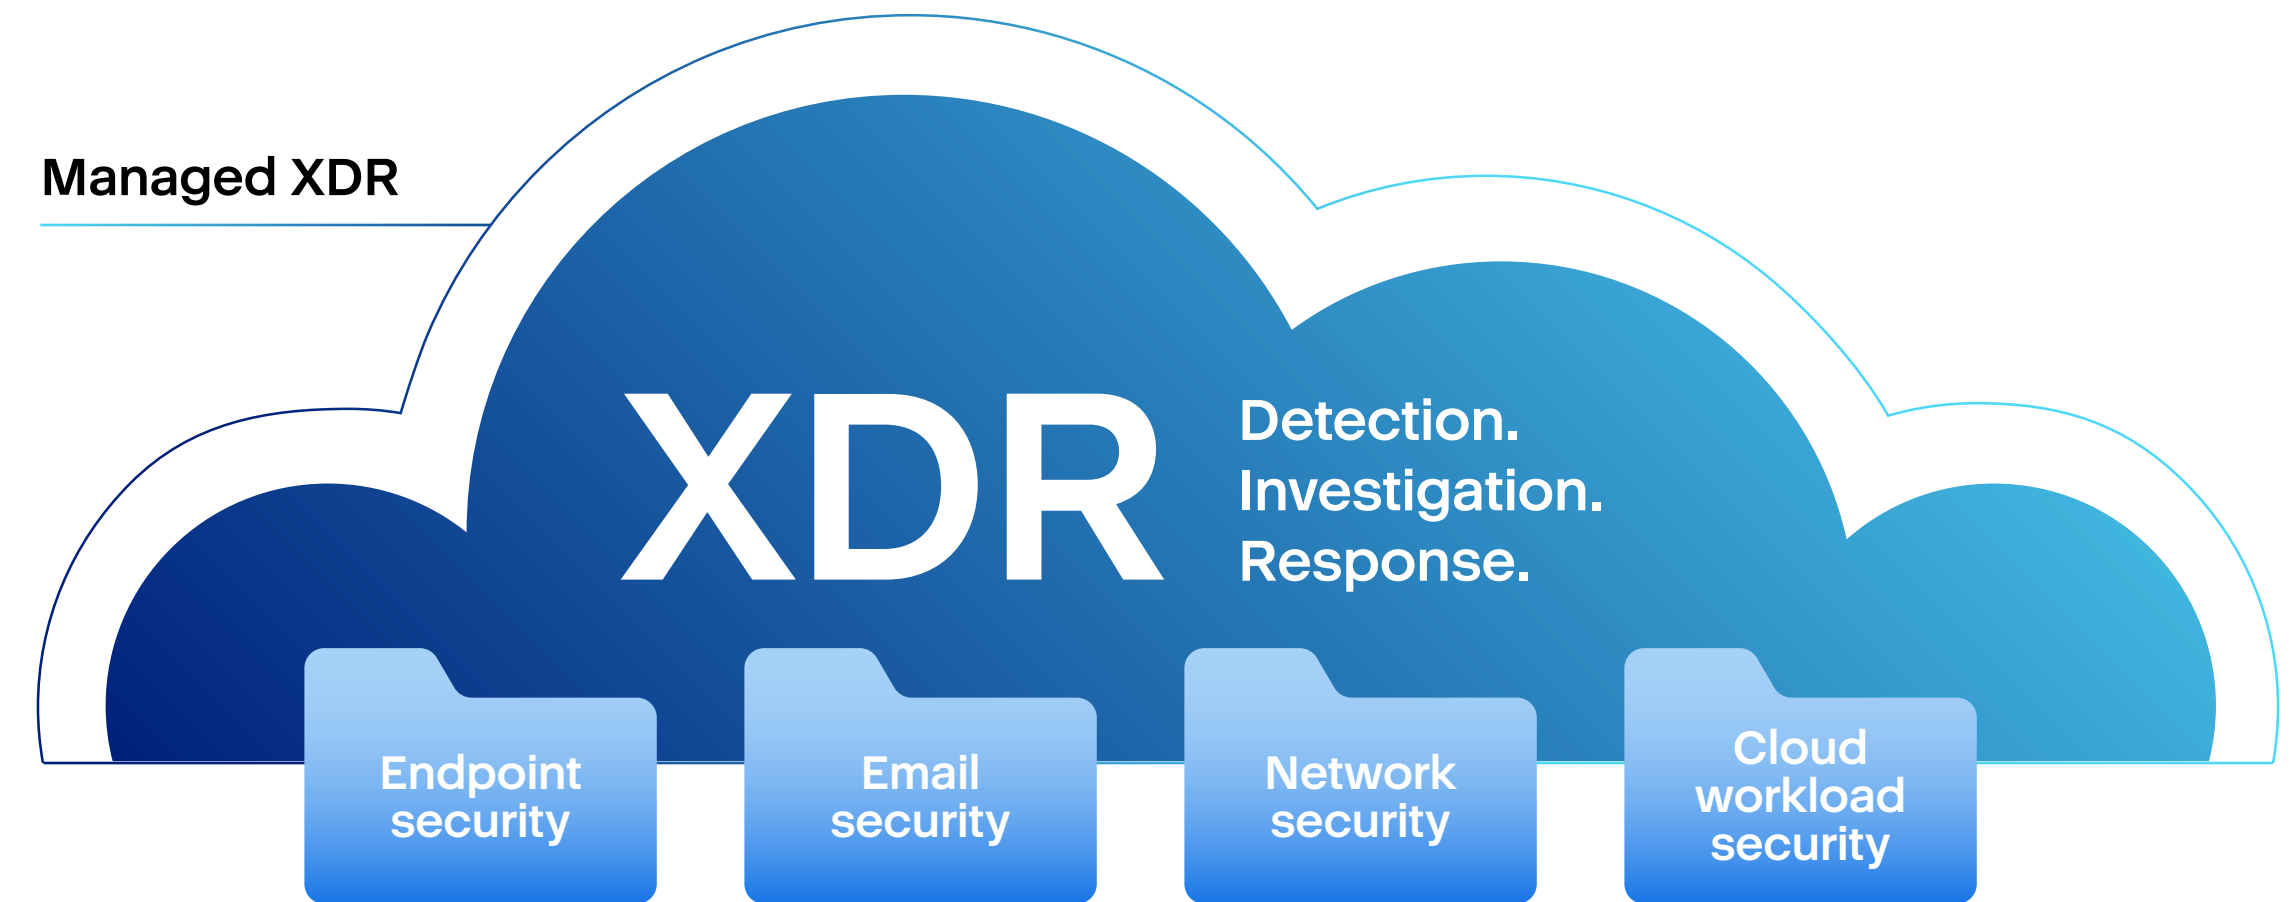 Managed XDR
XDR
Detection.
Investigation.
Response.
Endpoint
security
Email
security
Network
security
Cloud
workload
security